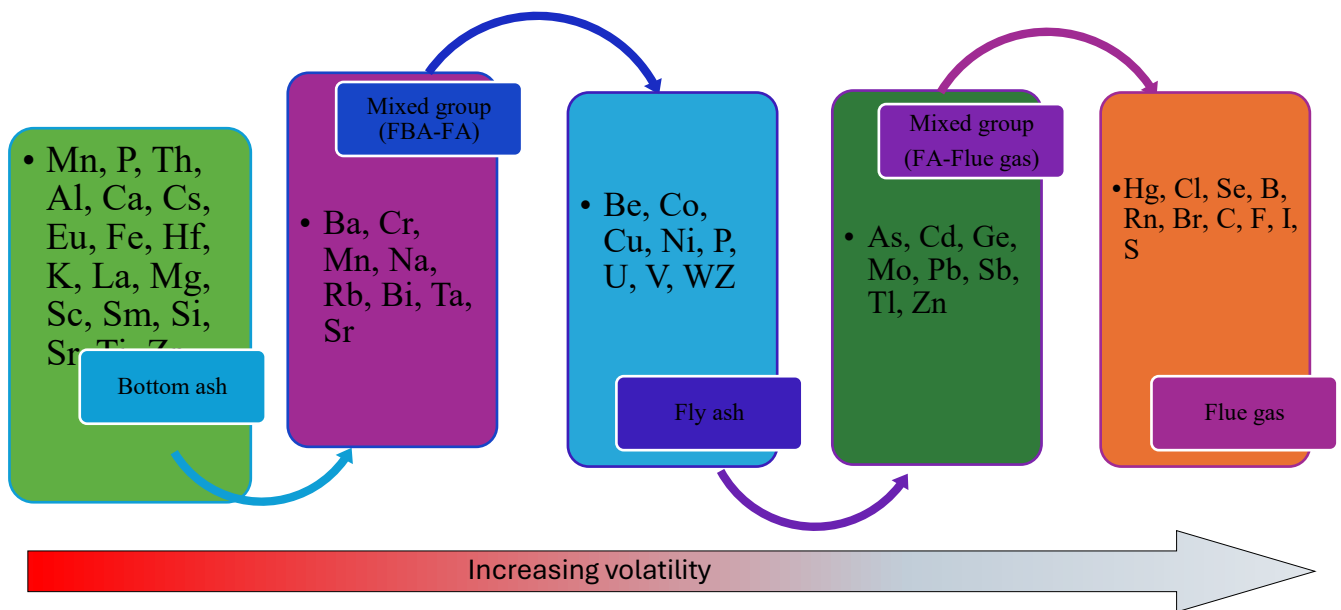 • Mn, P, Th,
Al, Ca, Cs,
Eu, Fe, Hf,
K, La, Mg,
Sc, Sm, Si,
Sr,
Bottom ash
Mixed group
(FBA-FA)
• Ba, Cr,
Mn, Na,
Rb, Bi, Ta,
Sr
• Be, Co,
Cu, Ni, P,
U, V, WZ
Fly ash
Mixed group
(FA-Flue gas)
• As, Cd, Ge,
Mo, Pb, Sb,
Tl, Zn
•Hg, Cl, Se, B,
Rn, Br, C, F, I,
S
Flue gas
Increasing volatility